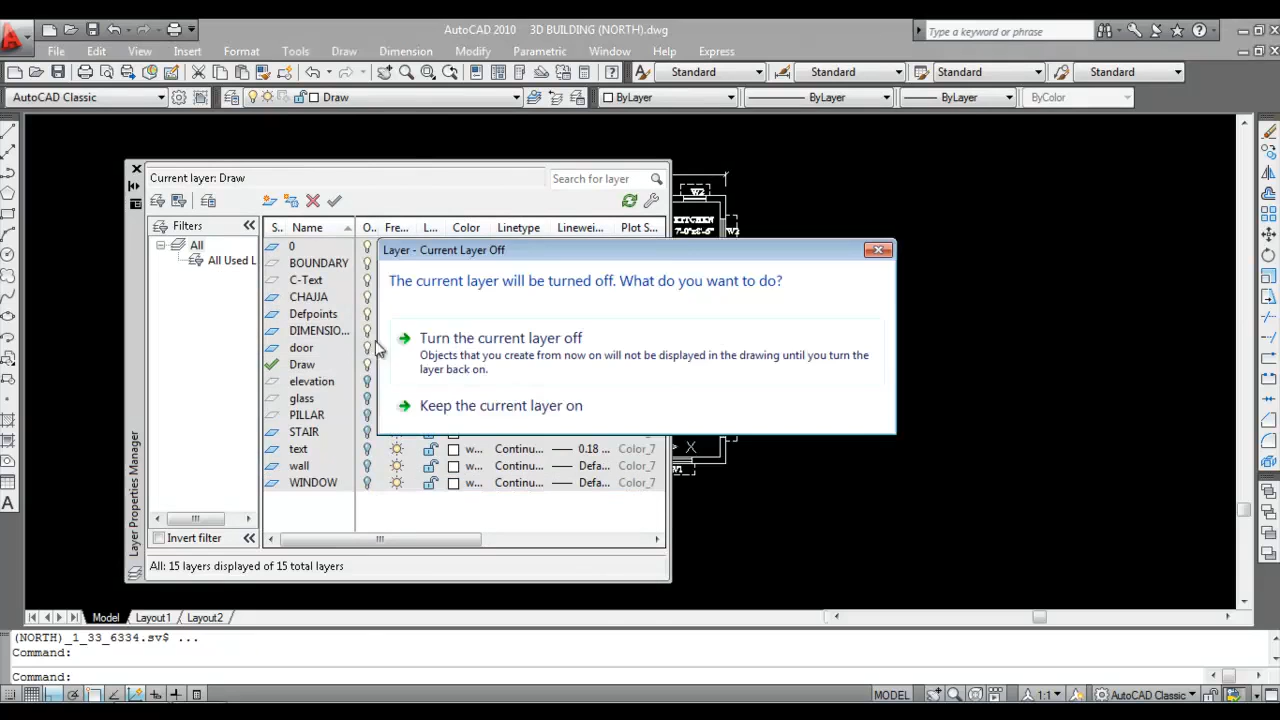 AutoCAD 2010 3D BUILDING (NORTH).dwg
Type a keyword or phrase
File Edit View Insert Format Tools Draw Dimension Modify Parametric Window Help Express
Standard Standard Standard Standard
AutoCAD Classic Draw ByLayer ByLayer ByLayer ByColor
Current layer: Draw
Search for layer
Filters
S.. Name O.. Fre... L... Color Linetype Linewei... Plot S...
All
All Used L
0
BOUNDARY
C-Text
CHAJJA
Defpoints
DIMENSIO...
door
Draw
elevation
glass
PILLAR
STAIR
text w... Continu... 0.18 ... Color_7
wall w... Continu... Defa... Color_7
WINDOW w... Continu... Defa... Color_7
Invert filter
All: 15 layers displayed of 15 total layers
Layer Properties Manager
Layer - Current Layer Off
The current layer will be turned off. What do you want to do?
Turn the current layer off
Objects that you create from now on will not be displayed in the drawing until you turn the
layer back on.
Keep the current layer on
W2
KITCHEN
X
W1
Model Layout1 Layout2
(NORTH)_1_33_6334.sv$ ...
Command:
Command:
MODEL 1:1 AutoCAD Classic